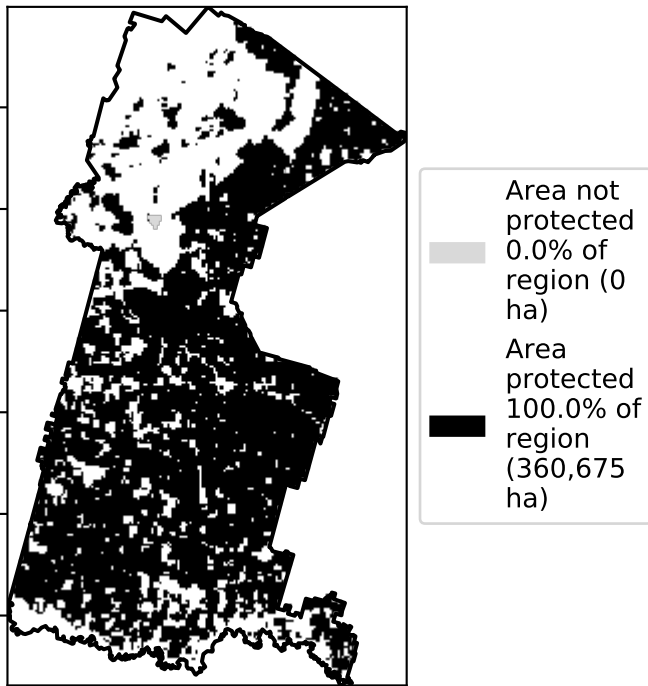 Area not
protected
0.0% of
region (0
ha)
Area
protected
100.0% of
region
(360,675
ha)